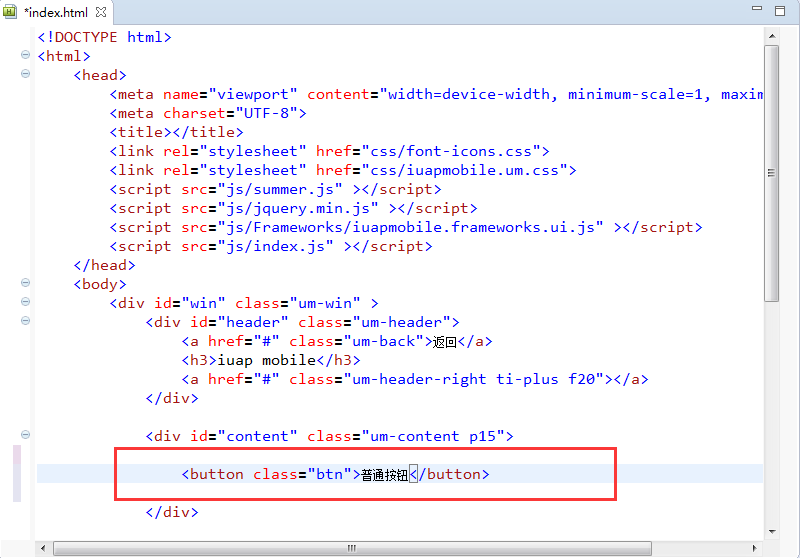 *index.html
<!DOCTYPE html>
<html>
<head>
<meta name="viewport" content="width=device-width, minimum-scale=1, maxim
<meta charset="UTF-8">
<title></title>
<link rel="stylesheet" href="css/font-icons.css">
<link rel="stylesheet" href="css/iuapmobile.um.css">
<script src="js/summer.js" ></script>
<script src="js/jquery.min.js" ></script>
<script src="js/Frameworks/iuapmobile.frameworks.ui.js" ></script>
<script src="js/index.js" ></script>
</head>
<body>
<div id="win" class="um-win" >
<div id="header" class="um-header">
<a href="#" class="um-back">返回</a>
<h3>iuap mobile</h3>
<a href="#" class="um-header-right ti-plus f20"></a>
</div>
<div id="content" class="um-content p15">
<button class="btn">普通按钮</button>
</div>